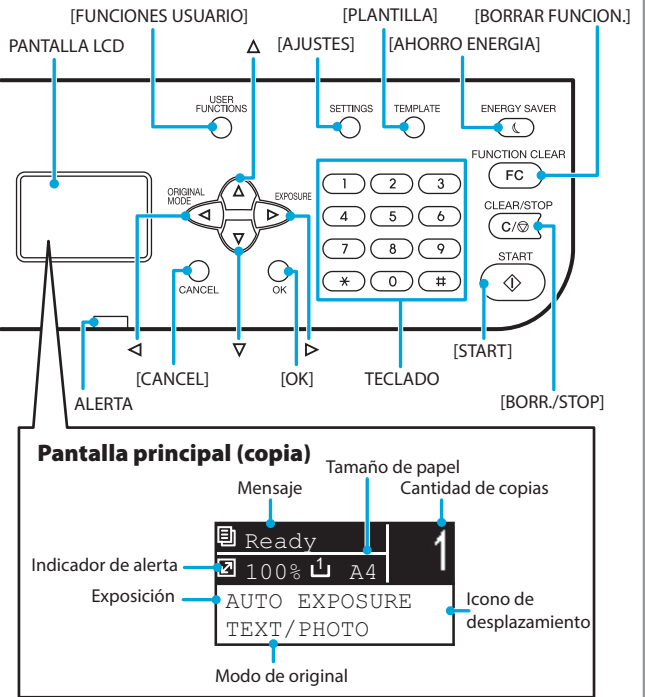 [FUNCIONES USUARIO]
[PLANTILLA]
[BORRAR FUNCION.]
PANTALLA LCD
△
[AJUSTES]
[AHORRO ENERGIA]
USER
FUNCTIONS
SETTINGS
TEMPLATE
ENERGY SAVER
FUNCTION CLEAR
FC
ORIGINAL
MODE
EXPOSURE
1 2 3
4 5 6
7 8 9
* 0 #
CLEAR/STOP
C/
START
CANCEL
OK
◁
▽
▷
[START]
[CANCEL]
[OK]
TECLADO
ALERTA
[BORR./STOP]
Pantalla principal (copia)
Tamaño de papel
Mensaje
Cantidad de copias
Ready
1
Indicador de alerta
100% 1 A4
Exposición
AUTO EXPOSURE
Icono de
desplazamiento
TEXT/PHOTO
Modo de original